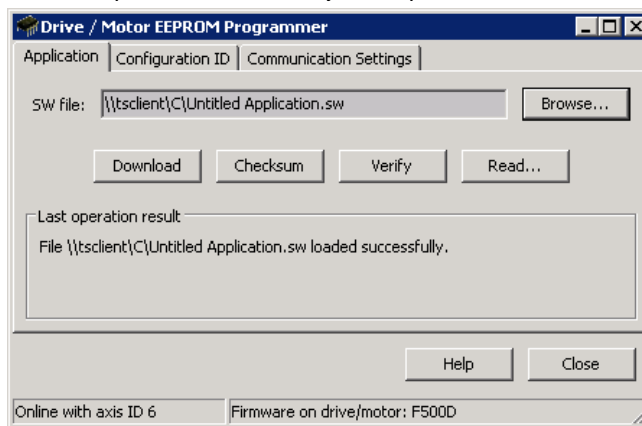 Drive / Motor EEPROM Programmer
Application Configuration ID Communication Settings
SW file: \\tsclient\C\Untitled Application.sw Browse...
Download Checksum Verify Read...
Last operation result
File \\tsclient\C\Untitled Application.sw loaded successfully.
Help Close
Online with axis ID 6 Firmware on drive/motor: F500D